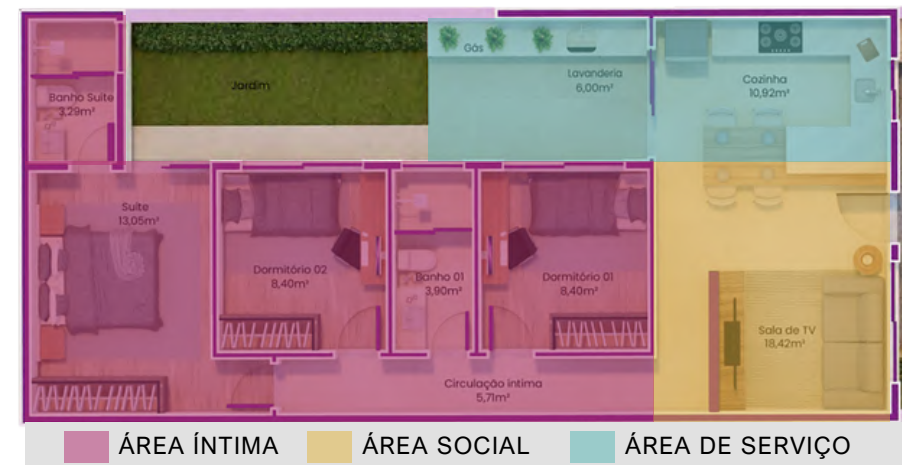 Gás
Jardim
Lavanderia
6,00m²
Cozinha
10,92m²
Banho Suíte
3,29m²
Suíte
13,05m²
Dormitório 02
8,40m²
Banho 01
3,90m²
Dormitório 01
8,40m²
Sala de TV
18,42m²
Circulação íntima
5,71m²
ÁREA ÍNTIMA
ÁREA SOCIAL
ÁREA DE SERVIÇO